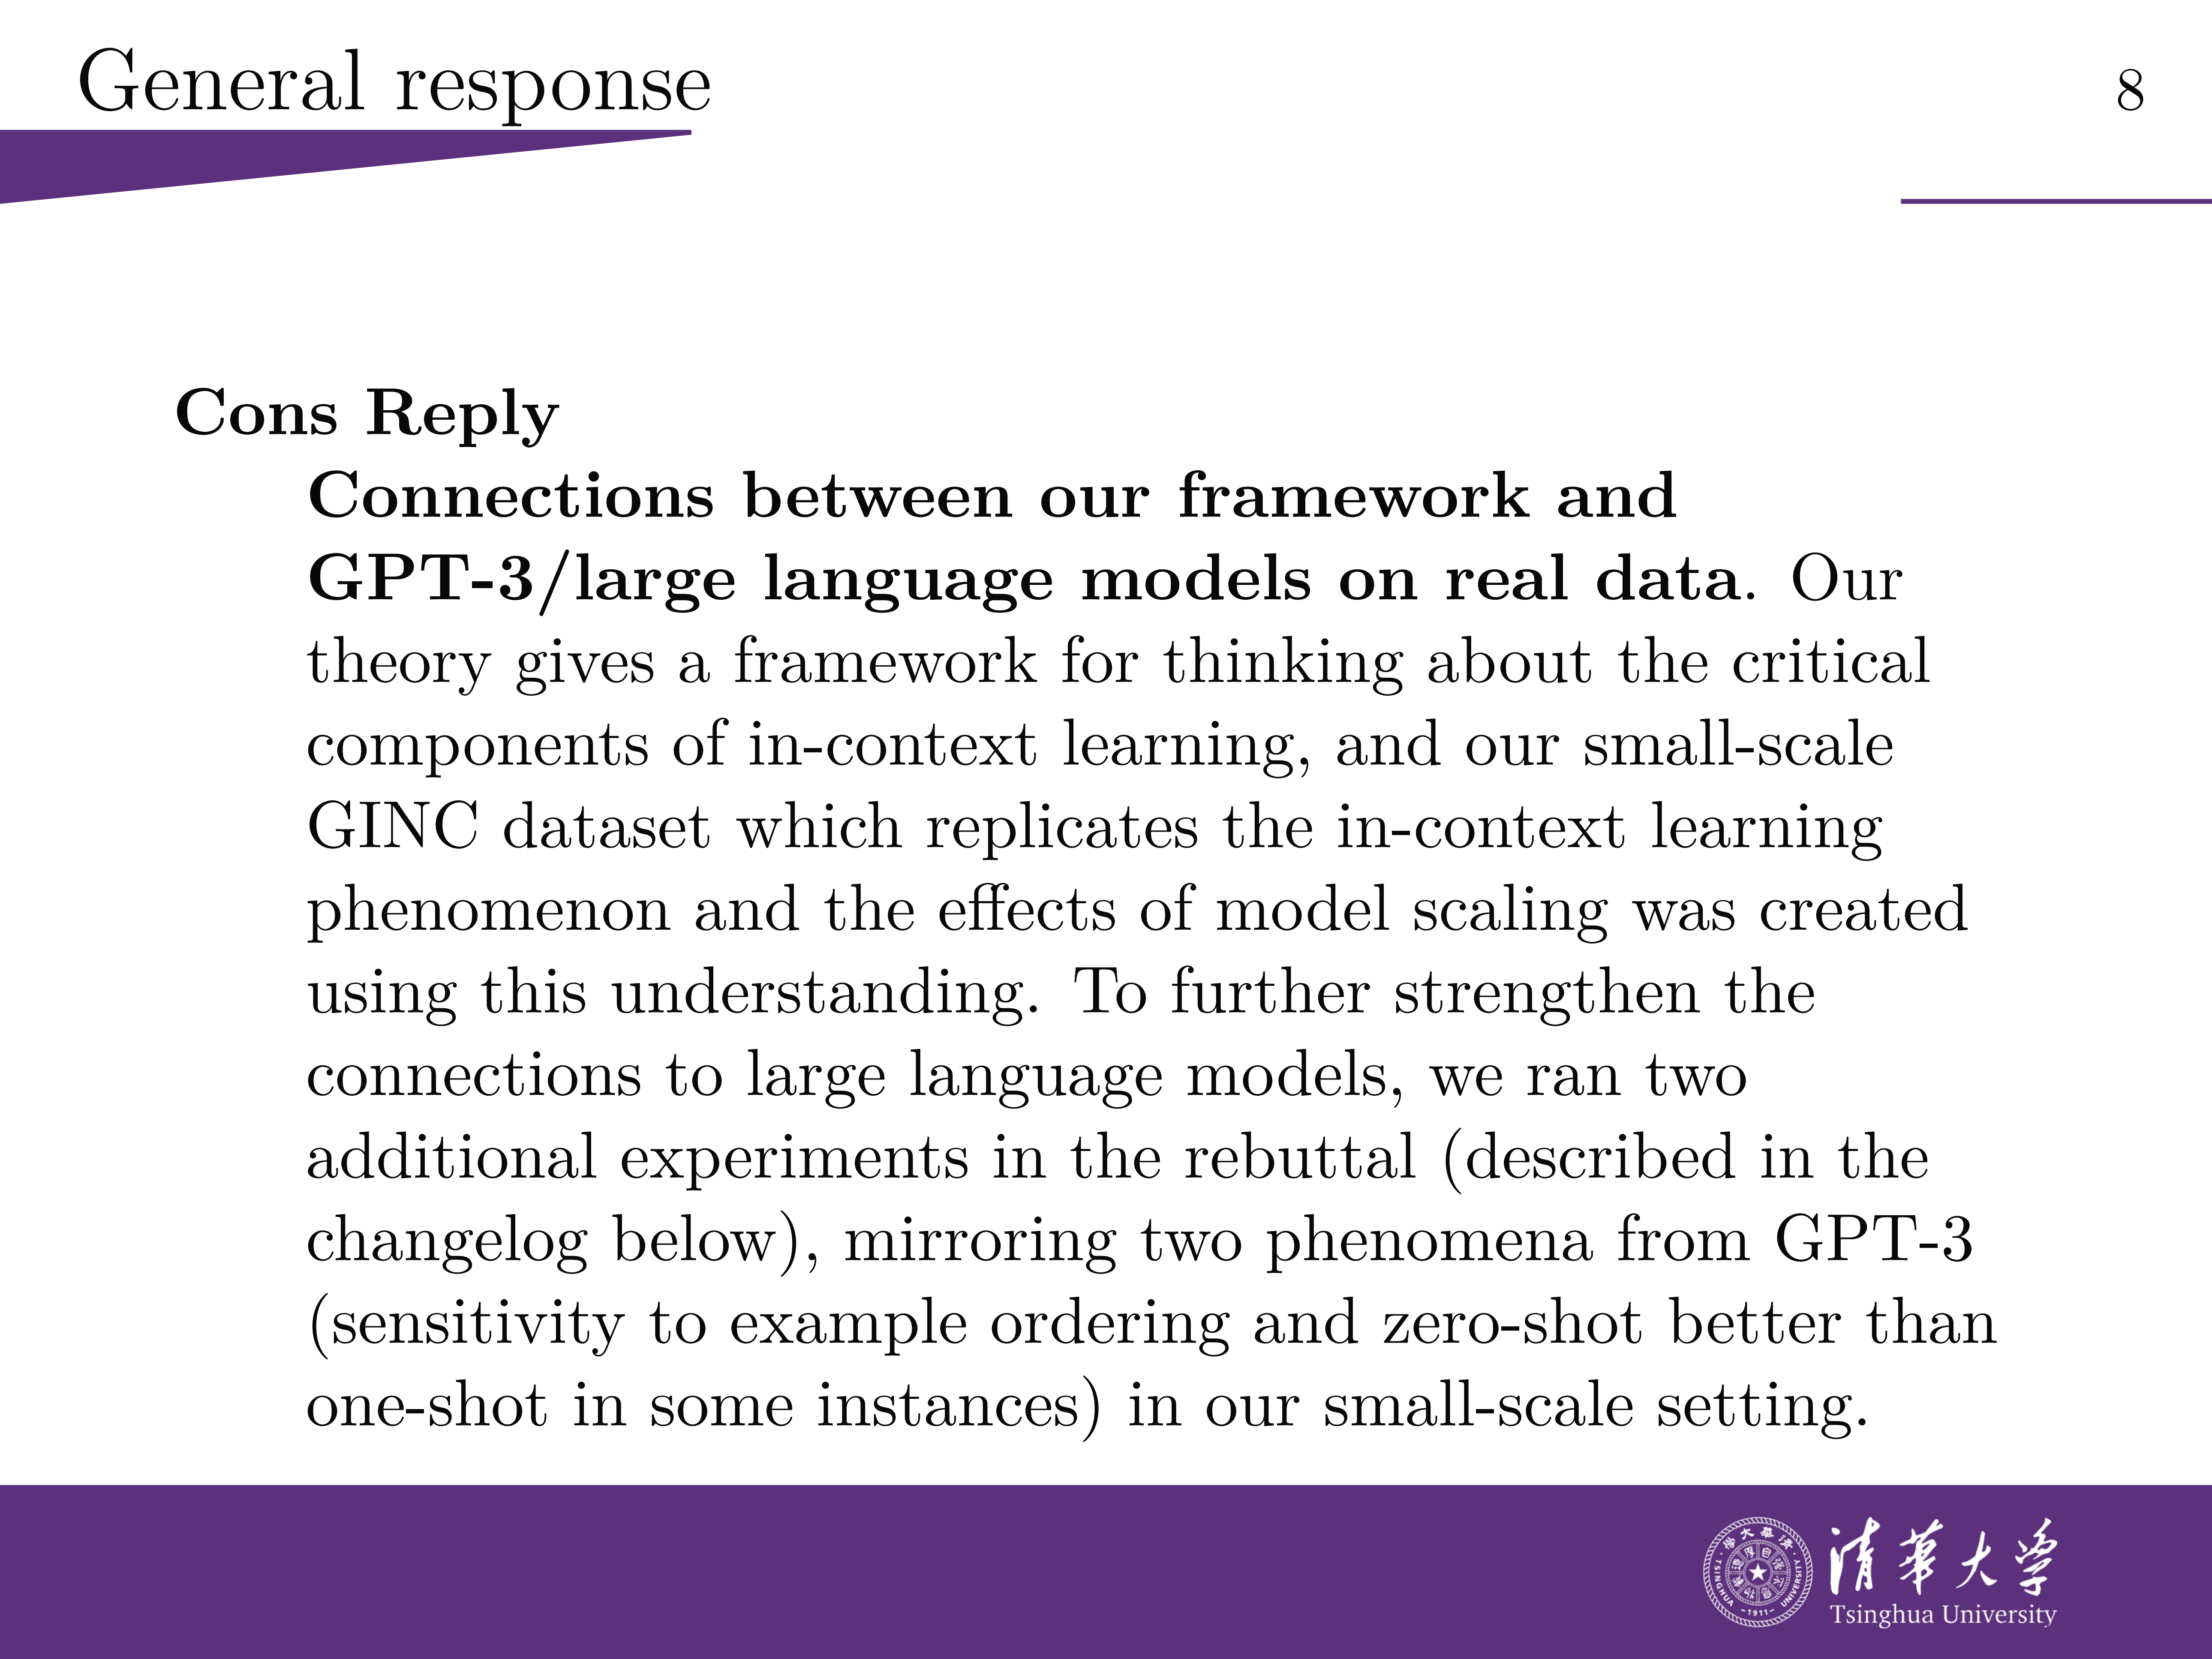 General response
8
Cons Reply
Connections between our framework and
GPT-3/large language models on real data. Our
theory gives a framework for thinking about the critical
components of in-context learning, and our small-scale
GINC dataset which replicates the in-context learning
phenomenon and the effects of model scaling was created
using this understanding. To further strengthen the
connections to large language models, we ran two
additional experiments in the rebuttal (described in the
changelog below), mirroring two phenomena from GPT-3
(sensitivity to example ordering and zero-shot better than
one-shot in some instances) in our small-scale setting.
TSINGHUA UNIVERSITY
-1911-
清華大学
Tsinghua University